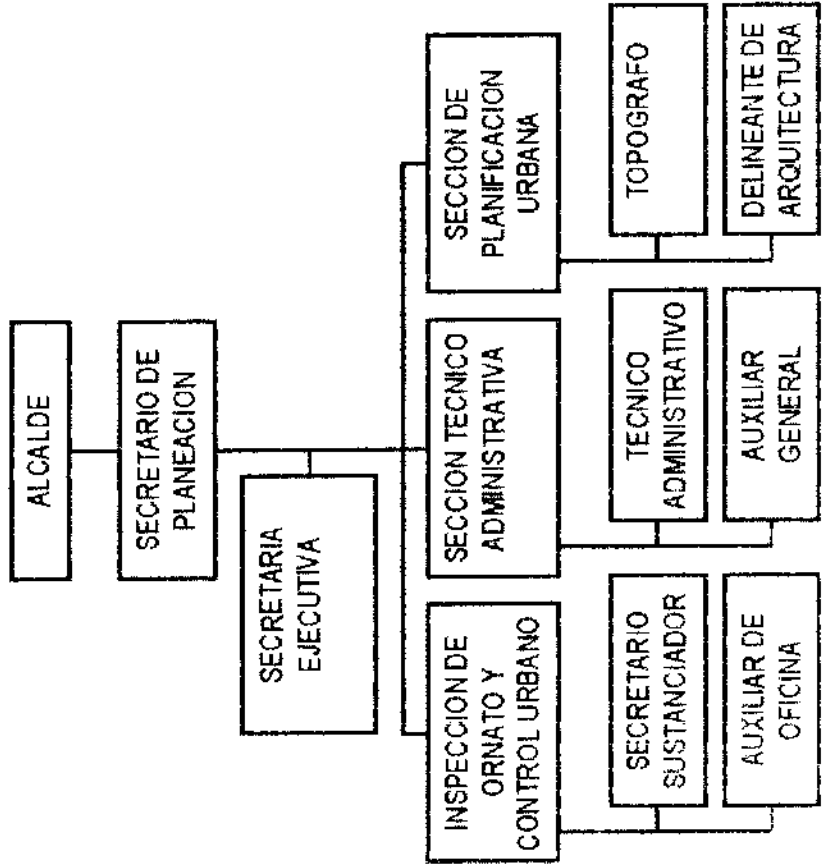 ALCALDE
SECRETARIO DE
PLANEACION
SECRETARIA
EJECUTIVA
INSPECCION DE
ORNATO Y
CONTROL URBANO
SECRETARIO
SUSTANCIADOR
AUXILIAR DE
OFICINA
SECCION TECNICO
ADMINISTRATIVA
TECNICO
ADMINISTRATIVO
AUXILIAR
GENERAL
SECCION DE
PLANIFICACION
URBANA
TOPOGRAFO
DELINEANTE DE
ARQUITECTURA